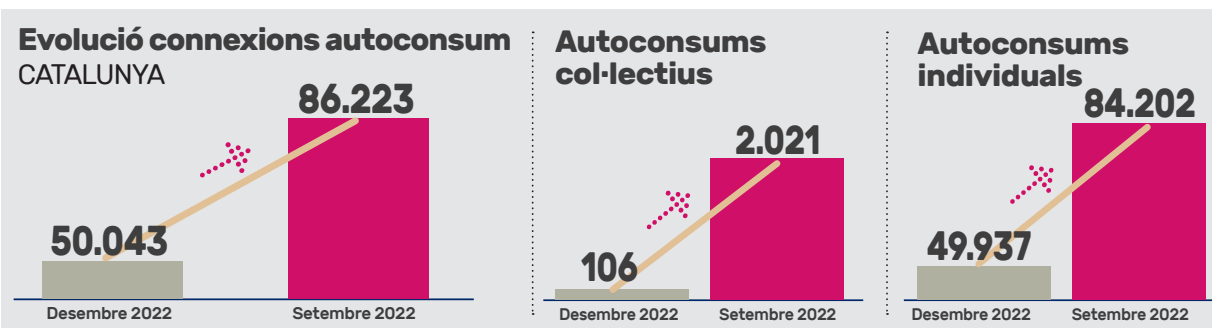 Evolució connexions autoconsum
CATALUNYA
50.043
86.223
Desembre 2022
Setembre 2022
Autoconsums
col·lectius
106
2.021
Desembre 2022
Setembre 2022
Autoconsums
individuals
49.937
84.202
Desembre 2022
Setembre 2022